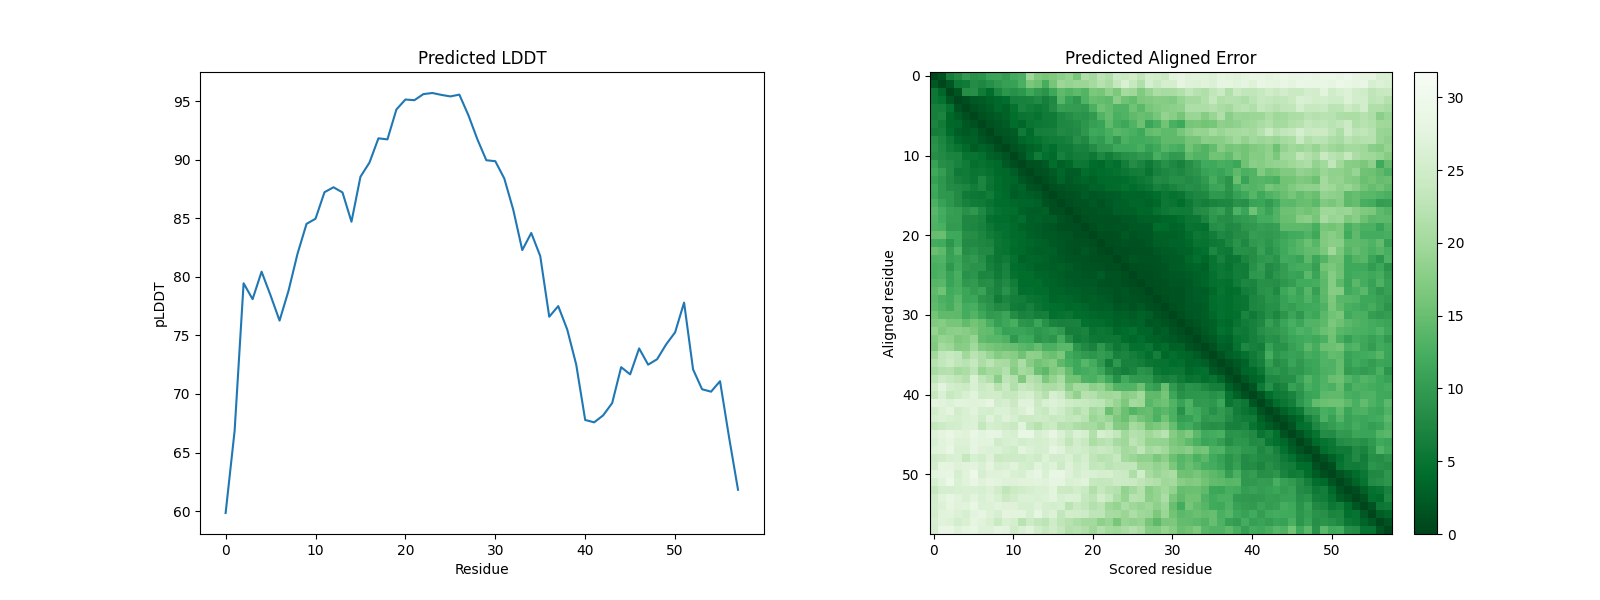 Predicted LDDT
95
90
85
80
75
70
65
60
pLDDT
0 10 20 30 40 50
Residue
Predicted Aligned Error
0
10
20
30
40
50
Aligned residue
0 10 20 30 40 50
Scored residue
30
25
20
15
10
5
0